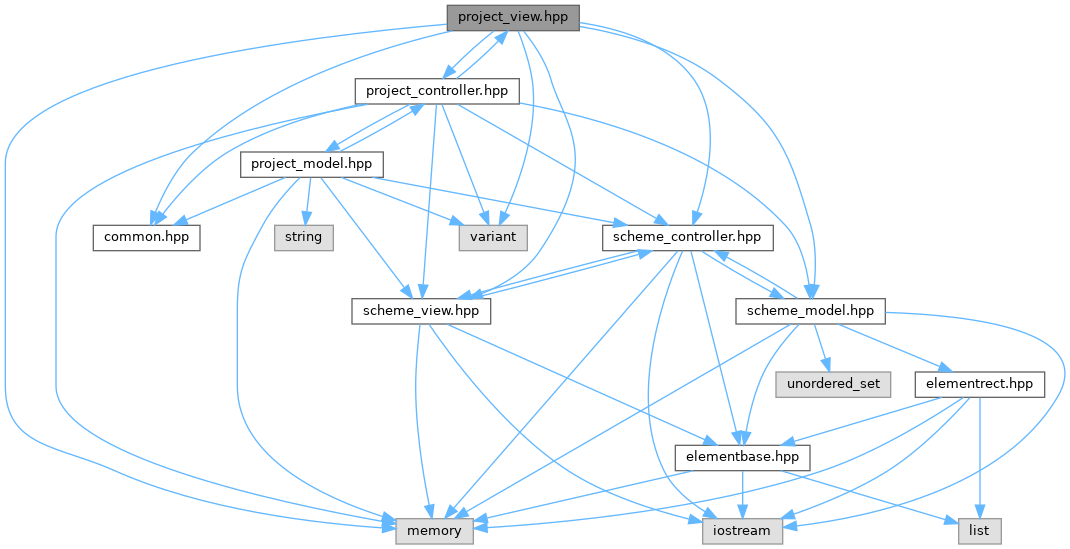 project_view.hpp
project_controller.hpp
project_model.hpp
common.hpp
string
variant
scheme_controller.hpp
scheme_view.hpp
scheme_model.hpp
unordered_set
elementrect.hpp
elementbase.hpp
memory
iostream
list